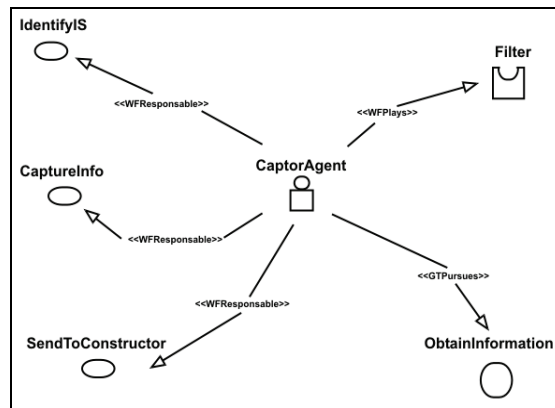 IdentifyIS
Filter
<<WFResponsable>>
<<WFPlays>>
CaptorAgent
CaptureInfo
<<WFResponsable>>
<<GTPursues>>
<<WFResponsable>>
SendToConstructor
ObtainInformation